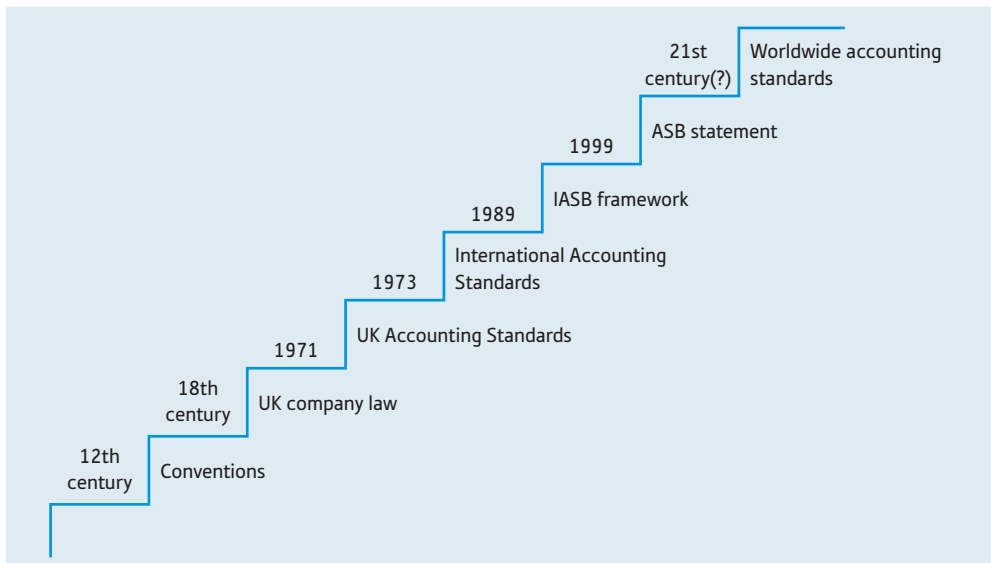 21st
century(?)
Worldwide accounting
standards
1999
ASB statement
1989
IASB framework
1973
International Accounting
Standards
1971
UK Accounting Standards
18th
century
UK company law
12th
century
Conventions